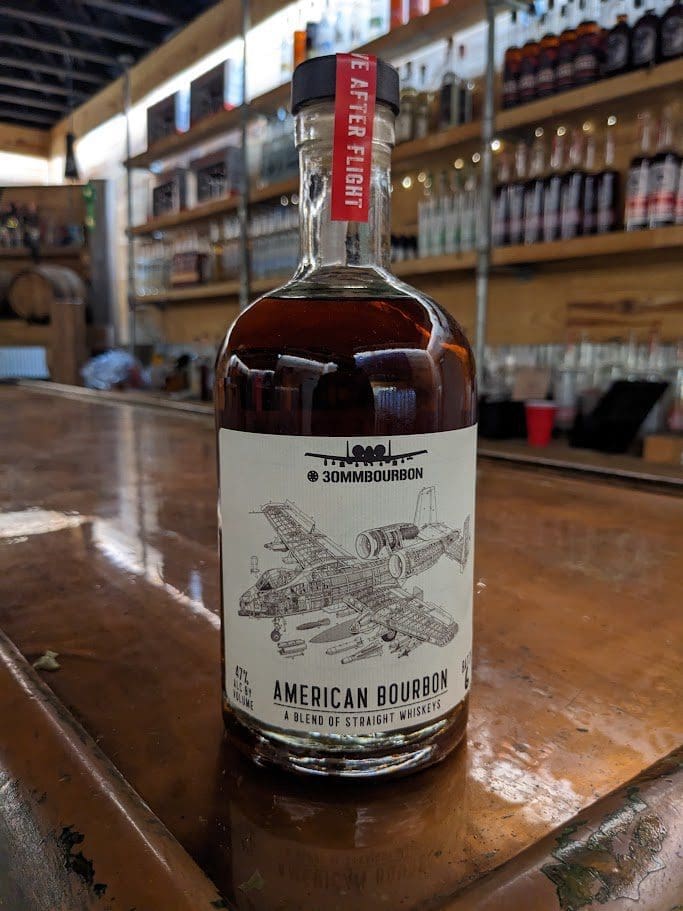 AFTER FLIGHT
30MMBOURBON
47%
ALC BY
VOLUME
AMERICAN BOURBON
A BLEND OF STRAIGHT WHISKEYS